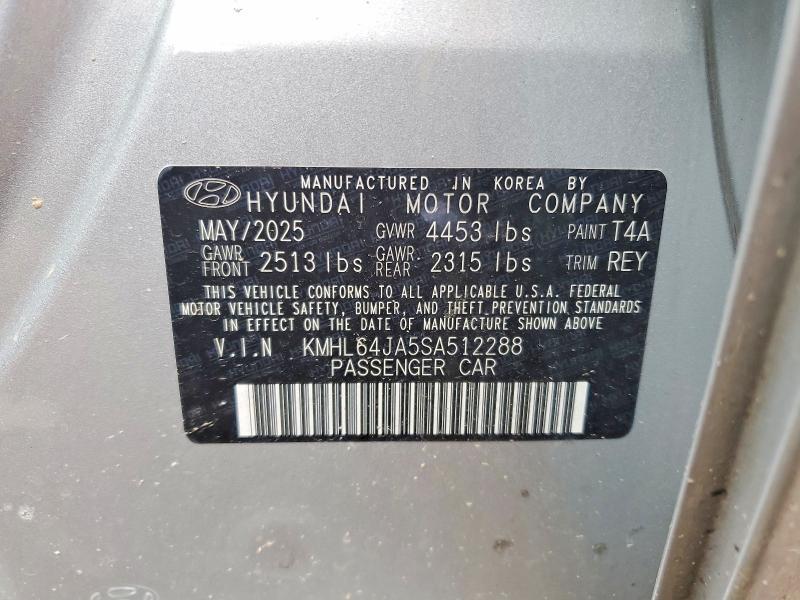 MANUFACTURED IN KOREA BY
HYUNDAI MOTOR COMPANY
MAY/2025 GVWR 4453 lbs PAINT T4A
GAWR FRONT 2513 lbs GAWR REAR 2315 lbs TRIM REY
THIS VEHICLE CONFORMS TO ALL APPLICABLE U.S.A. FEDERAL
MOTOR VEHICLE SAFETY, BUMPER, AND THEFT PREVENTION STANDARDS
IN EFFECT ON THE DATE OF MANUFACTURE SHOWN ABOVE
V.I.N KMHL64JA5SA512288
PASSENGER CAR